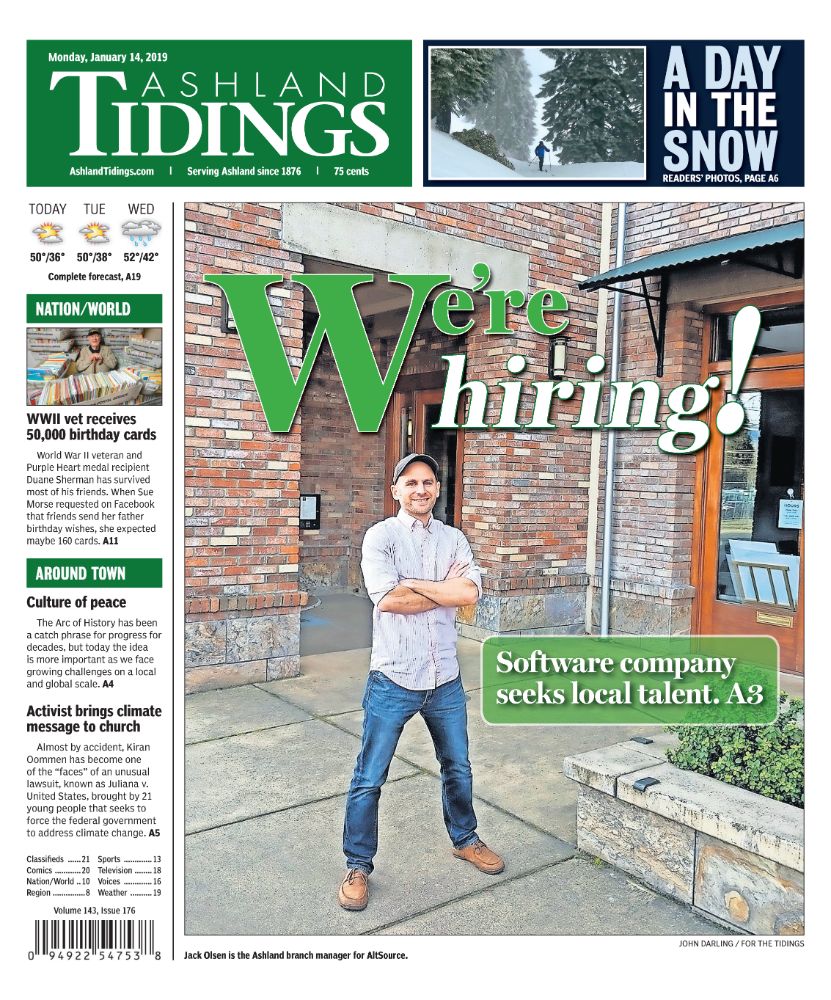 Monday, January 14, 2019
ASHLAND
TIDINGS
AshlandTidings.com | Serving Ashland since 1876 | 75 cents
A DAY
IN THE
SNOW
READERS' PHOTOS, PAGE A6
TODAY TUE WED
50°/36° 50°/38° 52°/42°
Complete forecast, A19
NATION/WORLD
WWII vet receives
50,000 birthday cards
World War II veteran and
Purple Heart medal recipient
Duane Sherman has survived
most of his friends. When Sue
Morse requested on Facebook
that friends send her father
birthday wishes, she expected
maybe 160 cards. A11
AROUND TOWN
Culture of peace
The Arc of History has been
a catch phrase for progress for
decades, but today the idea
is more important as we face
growing challenges on a local
and global scale. A4
Activist brings climate
message to church
Almost by accident, Kiran
Oommen has become one
of the “faces” of an unusual
lawsuit, known as Juliana v.
United States, brought by 21
young people that seeks to
force the federal government
to address climate change. A5
Classifieds ......21 Sports .............13
Comics ............20 Television ........18
Nation/World ..10 Voices .............16
Region ...............8 Weather ..........19
Volume 143, Issue 176
0 94922 54753 8
We're
hiring!
HOURS
Software company
seeks local talent. A3
JOHN DARLING / FOR THE TIDINGS
Jack Olsen is the Ashland branch manager for AltSource.